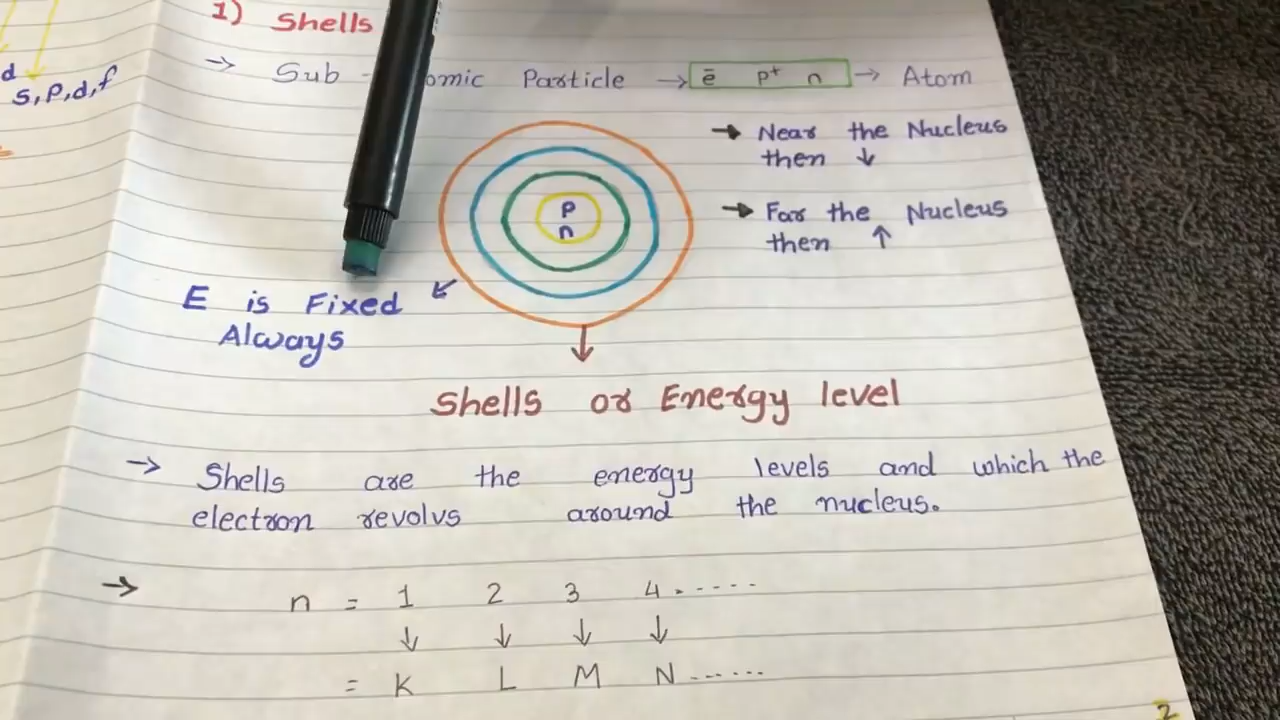 d
s, p, d, f
1) Shells
→ Sub - omic Particle → ē p+ n → Atom
→ Near the Nucleus
then ↓
→ Far the Nucleus
then ↑
P
n
E is Fixed
Always
Shells or Energy level
→ Shells are the energy levels and which the
electron revolvs around the nucleus.
→ n = 1 2 3 4 . - - - - -
↓ ↓ ↓ ↓
= K L M N - - - - - -
2